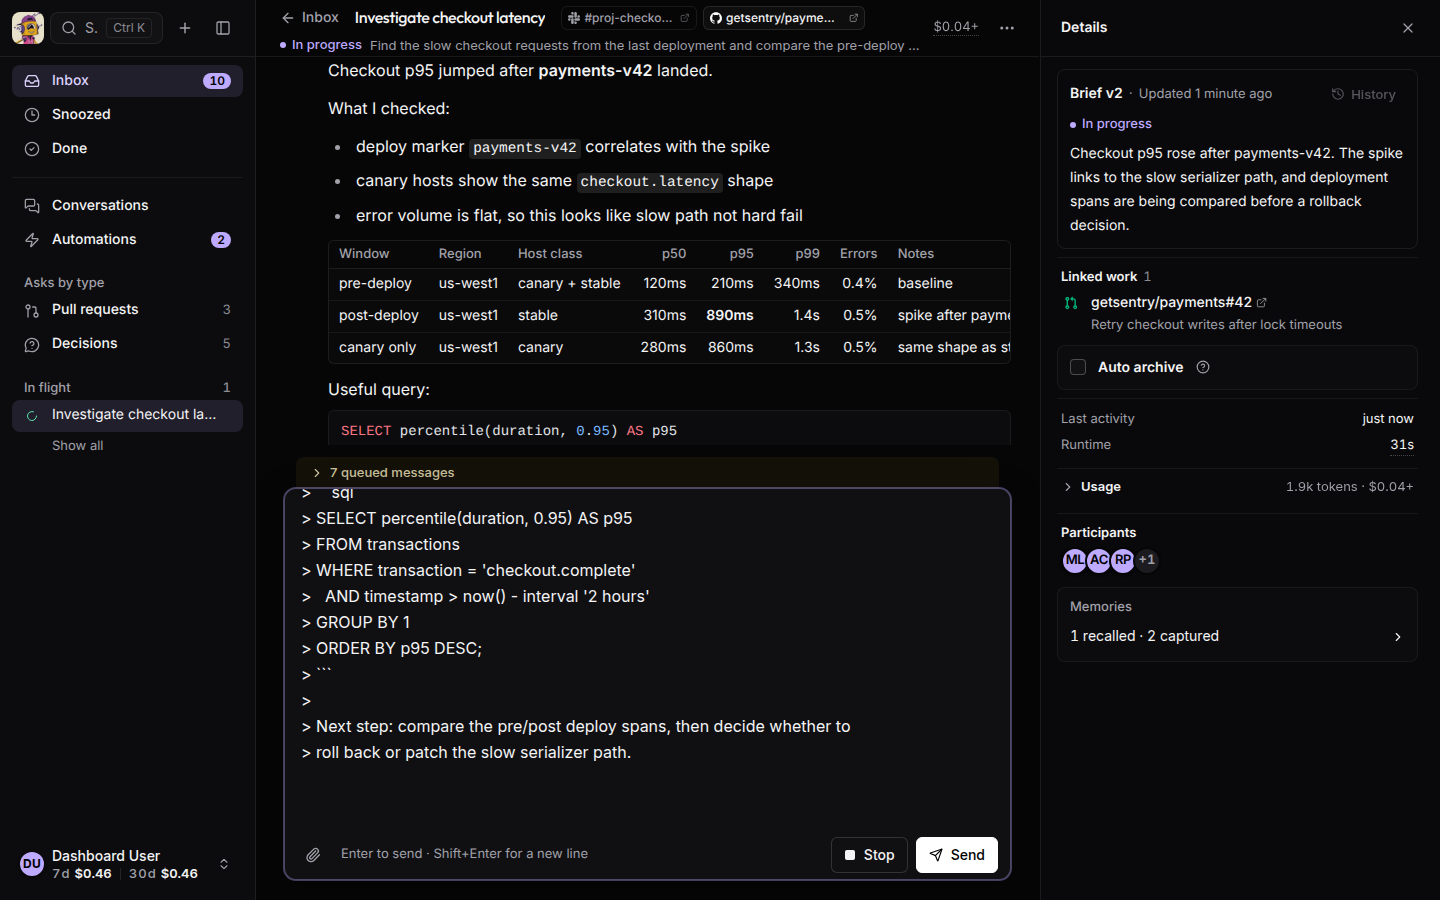 S.
Ctrl K
Inbox
10
Snoozed
Done
Conversations
Automations
2
Asks by type
Pull requests
3
Decisions
5
In flight
1
Investigate checkout la...
Show all
DU
Dashboard User
7d $0.46 | 30d $0.46
Inbox
Investigate checkout latency
#proj-checko...
getsentry/payme...
$0.04+
In progress
Find the slow checkout requests from the last deployment and compare the pre-deploy ...
Checkout p95 jumped after payments-v42 landed.
What I checked:
• deploy marker payments-v42 correlates with the spike
• canary hosts show the same checkout.latency shape
• error volume is flat, so this looks like slow path not hard fail
Window Region Host class p50 p95 p99 Errors Notes
pre-deploy us-west1 canary + stable 120ms 210ms 340ms 0.4% baseline
post-deploy us-west1 stable 310ms 890ms 1.4s 0.5% spike after payme
canary only us-west1 canary 280ms 860ms 1.3s 0.5% same shape as st
Useful query:
SELECT percentile(duration, 0.95) AS p95
7 queued messages
> sql
> SELECT percentile(duration, 0.95) AS p95
> FROM transactions
> WHERE transaction = 'checkout.complete'
>   AND timestamp > now() - interval '2 hours'
> GROUP BY 1
> ORDER BY p95 DESC;
> ```
>
> Next step: compare the pre/post deploy spans, then decide whether to
> roll back or patch the slow serializer path.
Enter to send · Shift+Enter for a new line
Stop
Send
Details
Brief v2 · Updated 1 minute ago
History
In progress
Checkout p95 rose after payments-v42. The spike
links to the slow serializer path, and deployment
spans are being compared before a rollback
decision.
Linked work 1
getsentry/payments#42
Retry checkout writes after lock timeouts
Auto archive
Last activity
just now
Runtime
31s
Usage
1.9k tokens · $0.04+
Participants
ML AC RP +1
Memories
1 recalled · 2 captured